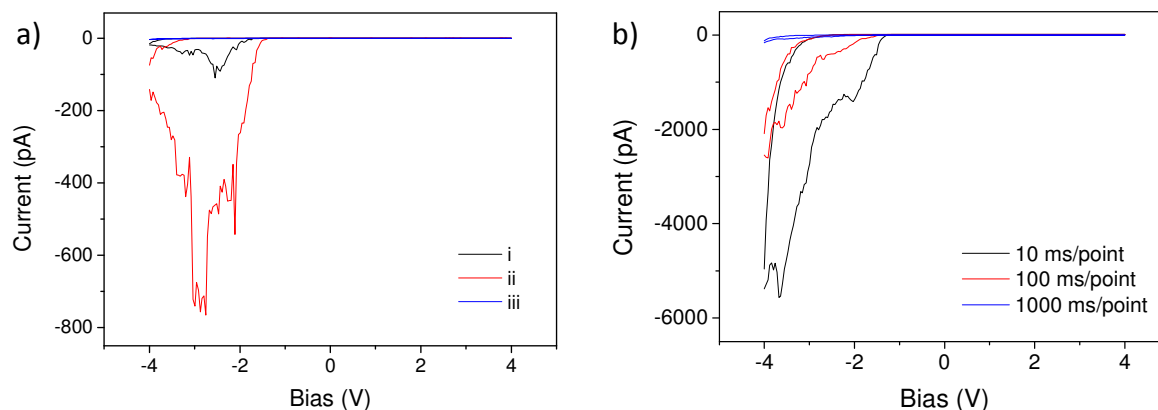 a)
0
-200
-400
-600
-800
Current (pA)
i
ii
iii
-4 -2 0 2 4
Bias (V)
b)
0
-2000
-4000
-6000
Current (pA)
10 ms/point
100 ms/point
1000 ms/point
-4 -2 0 2 4
Bias (V)